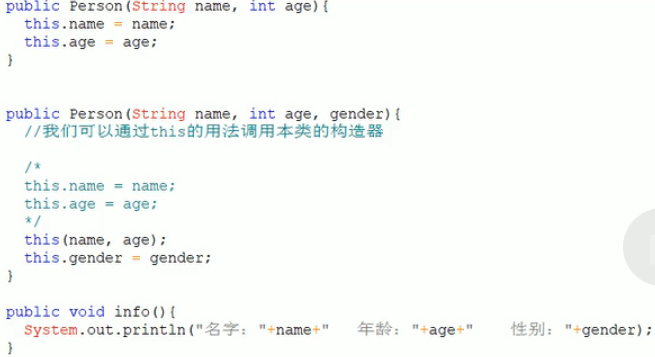 public Person(String name, int age){
  this.name = name;
  this.age = age;
}
public Person(String name, int age, gender){
  //我们可以通过this的用法调用本类的构造器
  /*
  this.name = name;
  this.age = age;
  */
  this(name, age);
  this.gender = gender;
}
public void info(){
  System.out.println("名字："+name+"   年龄："+age+"    性别："+gender);
}